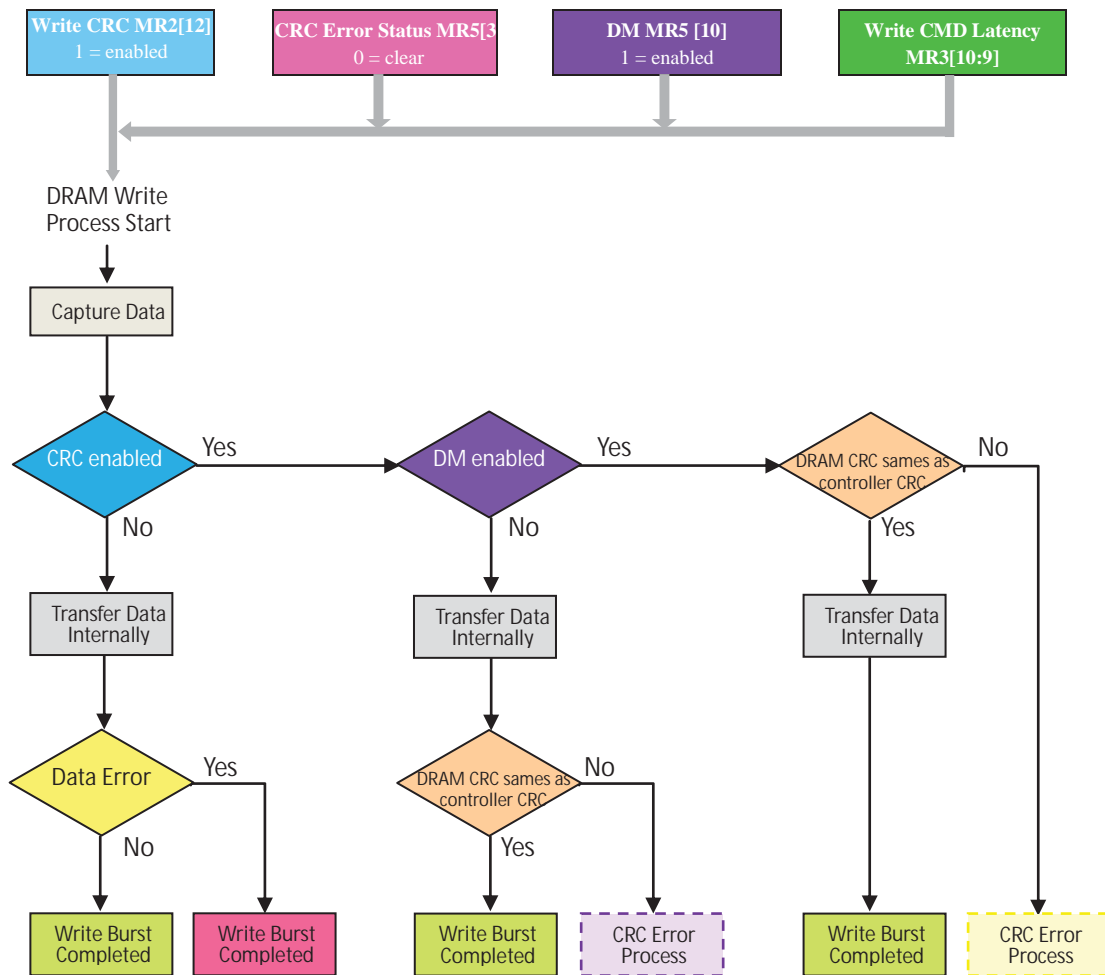 Write CRC MR2[12]
1 = enabled
CRC Error Status MR5[3
0 = clear
DM MR5 [10]
1 = enabled
Write CMD Latency
MR3[10:9]
DRAM Write
Process Start
Capture Data
CRC enabled
Yes
DM enabled
Yes
DRAM CRC sames as
controller CRC
No
No
No
Yes
Transfer Data
Internally
Transfer Data
Internally
Transfer Data
Internally
Data Error
Yes
DRAM CRC sames as
controller CRC
No
No
Yes
Write Burst
Completed
Write Burst
Completed
Write Burst
Completed
CRC Error
Process
Write Burst
Completed
CRC Error
Process